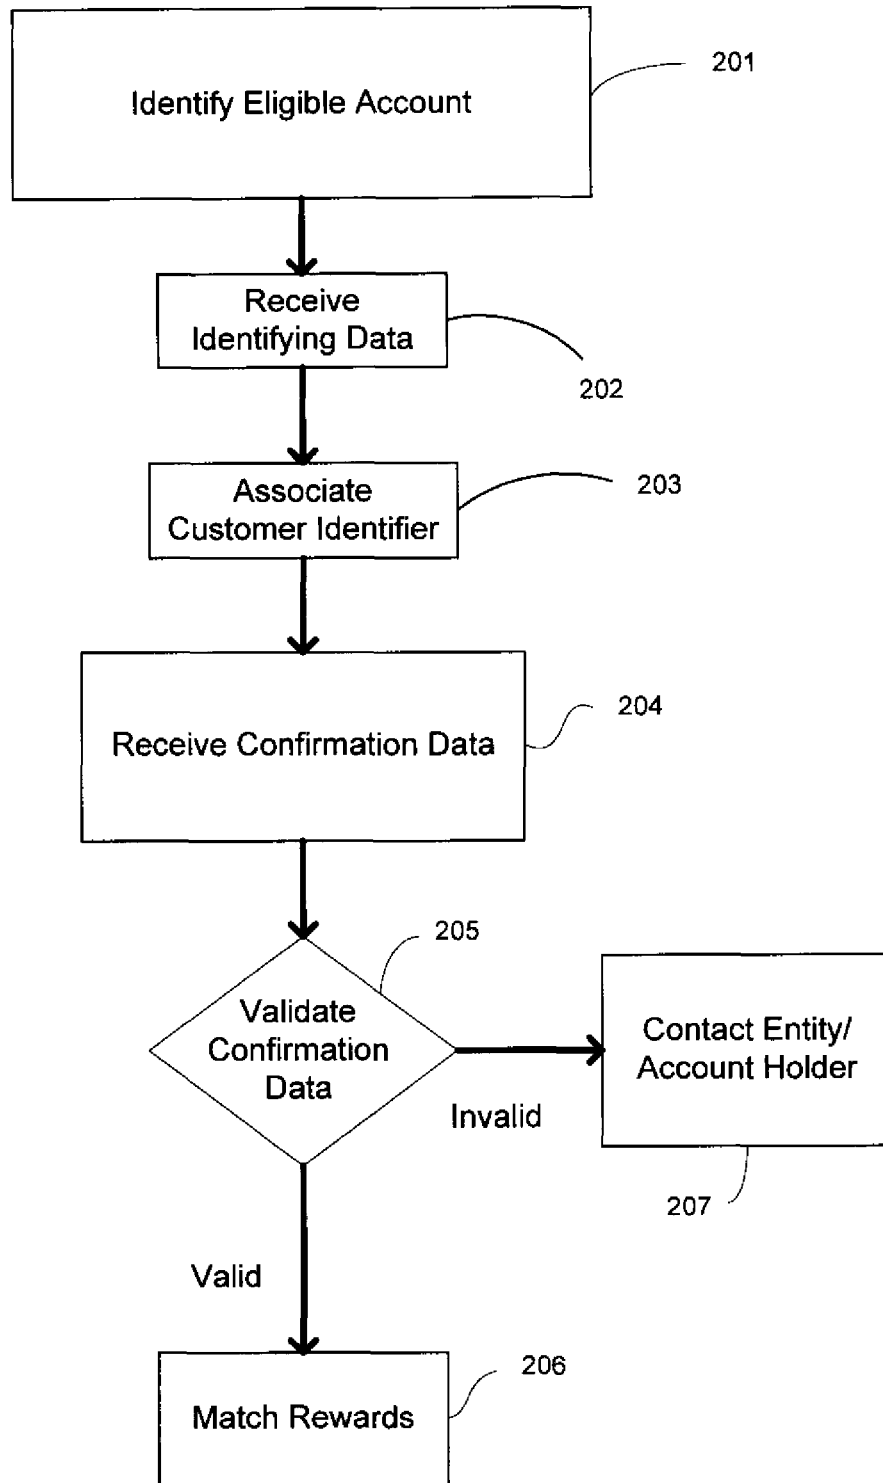 Identify Eligible Account
201
Receive
Identifying Data
202
Associate
Customer Identifier
203
Receive Confirmation Data
204
205
Validate
Confirmation
Data
Contact Entity/
Account Holder
Invalid
207
Valid
206
Match Rewards